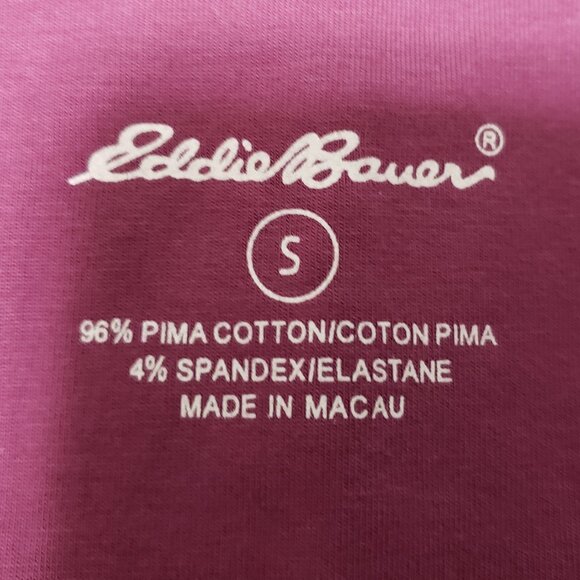 Eddie Bauer®
S
96% PIMA COTTON/COTON PIMA
4% SPANDEX/ELASTANE
MADE IN MACAU